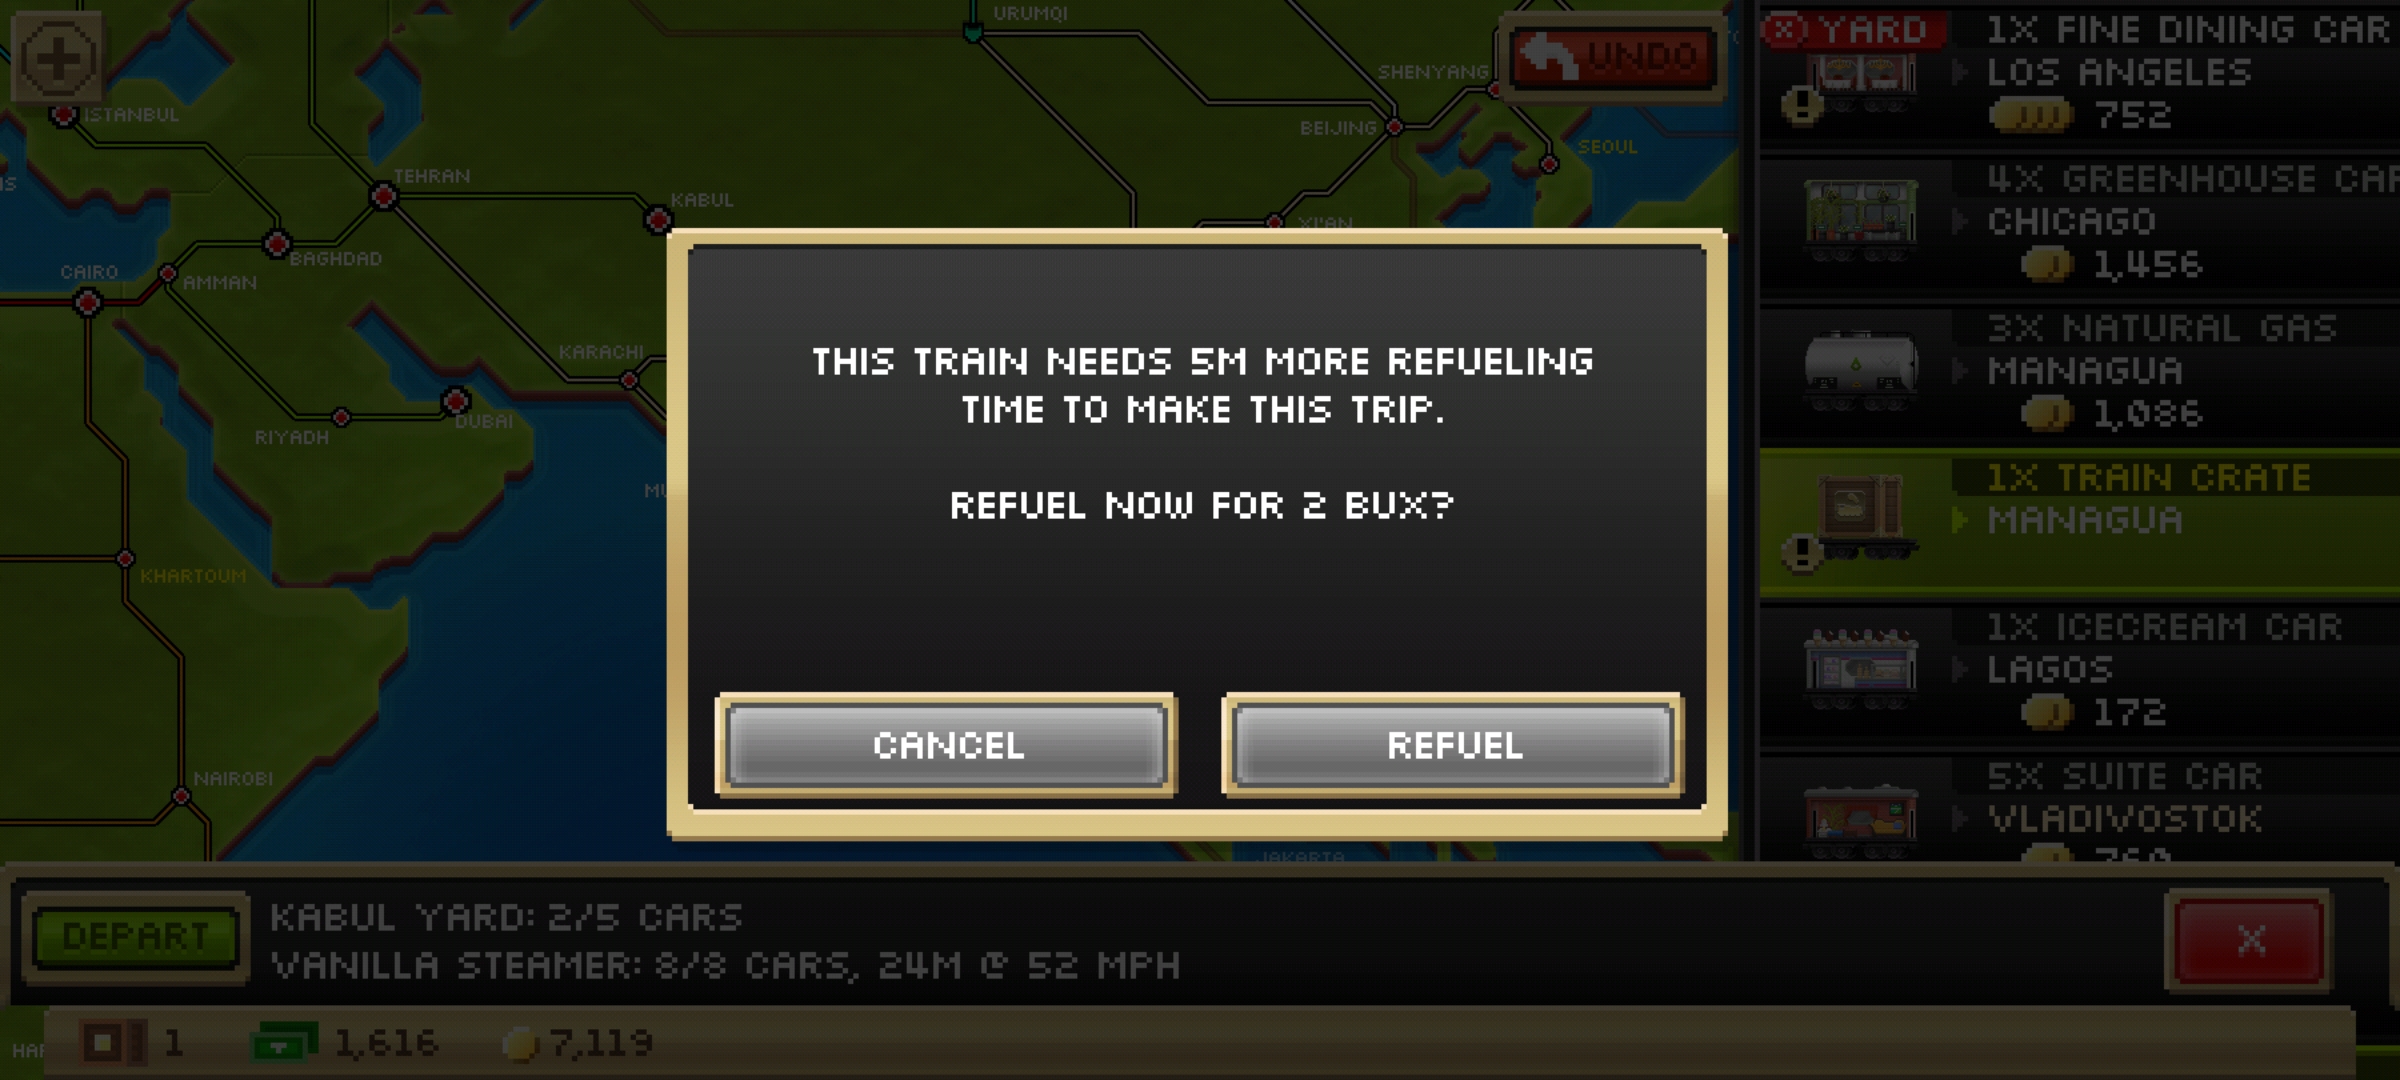 URUMQI
UNDO
SHENYANG
BEIJING
SEOUL
ISTANBUL
TEHRAN
KABUL
XI'AN
BAGHDAD
CAIRO
AMMAN
KARACHI
RIYADH
DUBAI
KHARTOUM
NAIROBI
JAKARTA
THIS TRAIN NEEDS 5M MORE REFUELING
TIME TO MAKE THIS TRIP.
REFUEL NOW FOR 2 BUX?
CANCEL
REFUEL
YARD
1X FINE DINING CAR
LOS ANGELES
752
4X GREENHOUSE CAR
CHICAGO
1,456
3X NATURAL GAS
MANAGUA
1,086
1X TRAIN CRATE
MANAGUA
1X ICECREAM CAR
LAGOS
172
5X SUITE CAR
VLADIVOSTOK
760
DEPART
KABUL YARD: 2/5 CARS
VANILLA STEAMER: 8/8 CARS, 24M @ 52 MPH
X
1
1,616
7,119